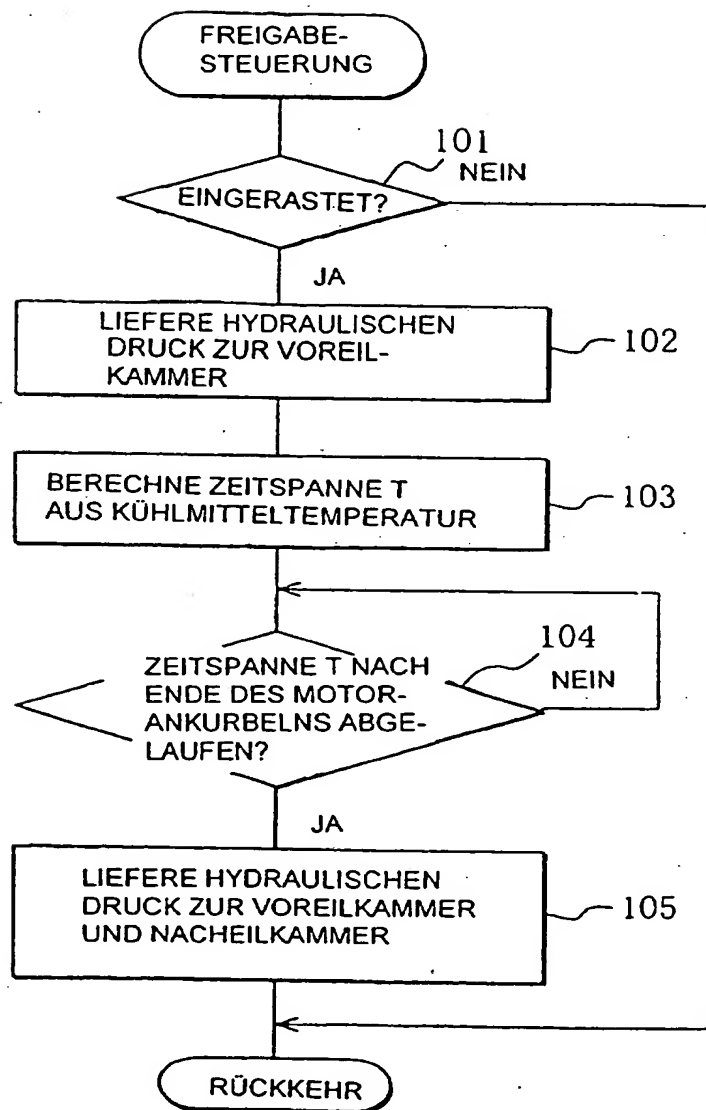 FREIGABE-
STEUERUNG
101
NEIN
EINGERASTET?
JA
LIEFERE HYDRAULISCHEN
DRUCK ZUR VOREIL-
KAMMER
102
BERECHNE ZEITSPANNE T
AUS KÜHLMITTELTEMPERATUR
103
104
NEIN
ZEITSPANNE T NACH
ENDE DES MOTOR-
ANKURBELNS ABGE-
LAUFEN?
JA
LIEFERE HYDRAULISCHEN
DRUCK ZUR VOREILKAMMER
UND NACHEILKAMMER
105
RÜCKKEHR